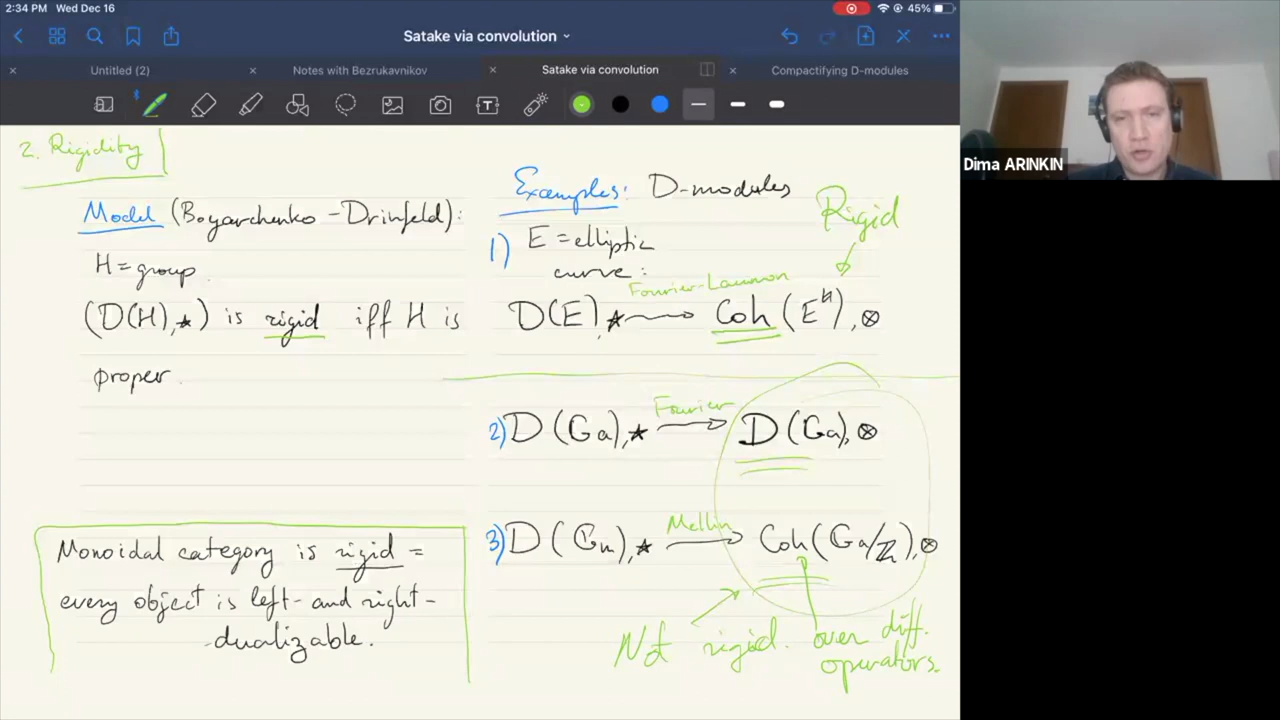 2:34 PM Wed Dec 16
45%
Satake via convolution
Untitled (2)
Notes with Bezrukavnikov
Satake via convolution
Compactifying D-modules
Dima ARINKIN
2. Rigidity
Model (Boyarchenko - Drinfeld):
H = group
(D(H), ★) is rigid iff H is
proper.
Monoidal category is rigid =
every object is left- and right-
dualizable.
Examples: D-modules
Rigid
1) E = elliptic
curve:
Fourier-Laumon
D(E), ★ → Coh(E♮), ⊗
Fourier
2) D(Ga), ★ → D(Ga), ⊗
Mellin
3) D(Gm), ★ → Coh(Ga/ℤ), ⊗
Not rigid. over diff.
operators.